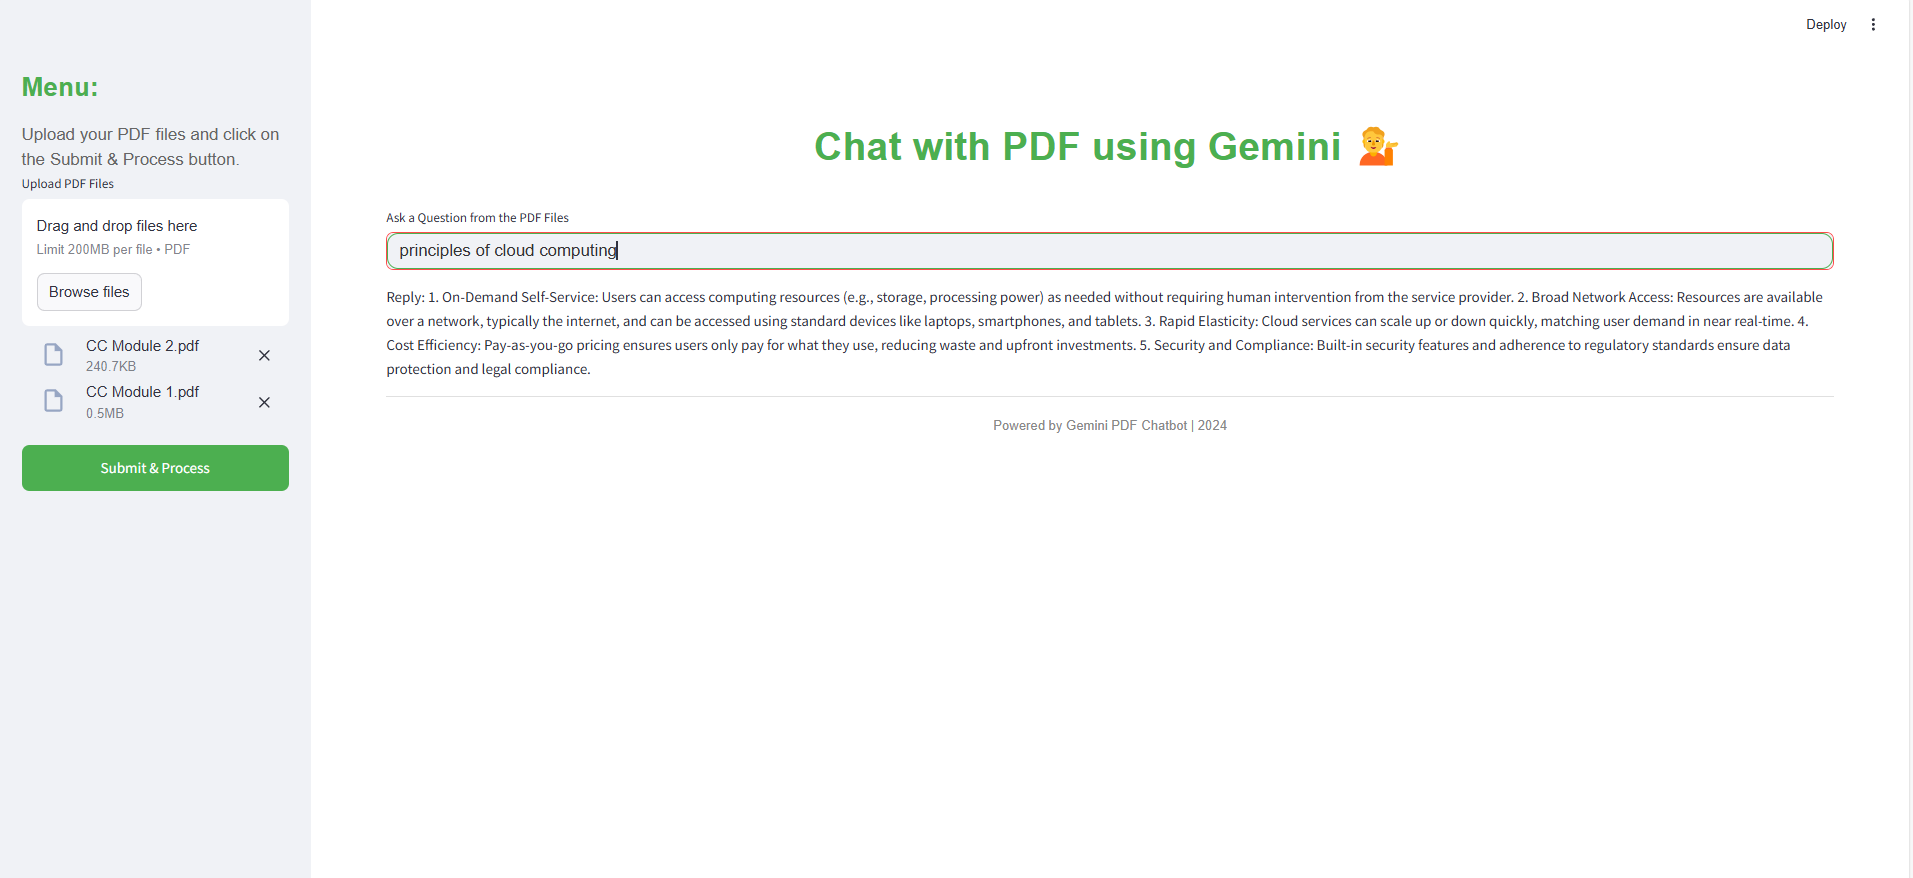 Deploy
Menu:
Upload your PDF files and click on
the Submit & Process button.
Upload PDF Files
Drag and drop files here
Limit 200MB per file • PDF
Browse files
CC Module 2.pdf
240.7KB
CC Module 1.pdf
0.5MB
Submit & Process
Chat with PDF using Gemini 💁
Ask a Question from the PDF Files
principles of cloud computing
Reply: 1. On-Demand Self-Service: Users can access computing resources (e.g., storage, processing power) as needed without requiring human intervention from the service provider. 2. Broad Network Access: Resources are available
over a network, typically the internet, and can be accessed using standard devices like laptops, smartphones, and tablets. 3. Rapid Elasticity: Cloud services can scale up or down quickly, matching user demand in near real-time. 4.
Cost Efficiency: Pay-as-you-go pricing ensures users only pay for what they use, reducing waste and upfront investments. 5. Security and Compliance: Built-in security features and adherence to regulatory standards ensure data
protection and legal compliance.
Powered by Gemini PDF Chatbot | 2024